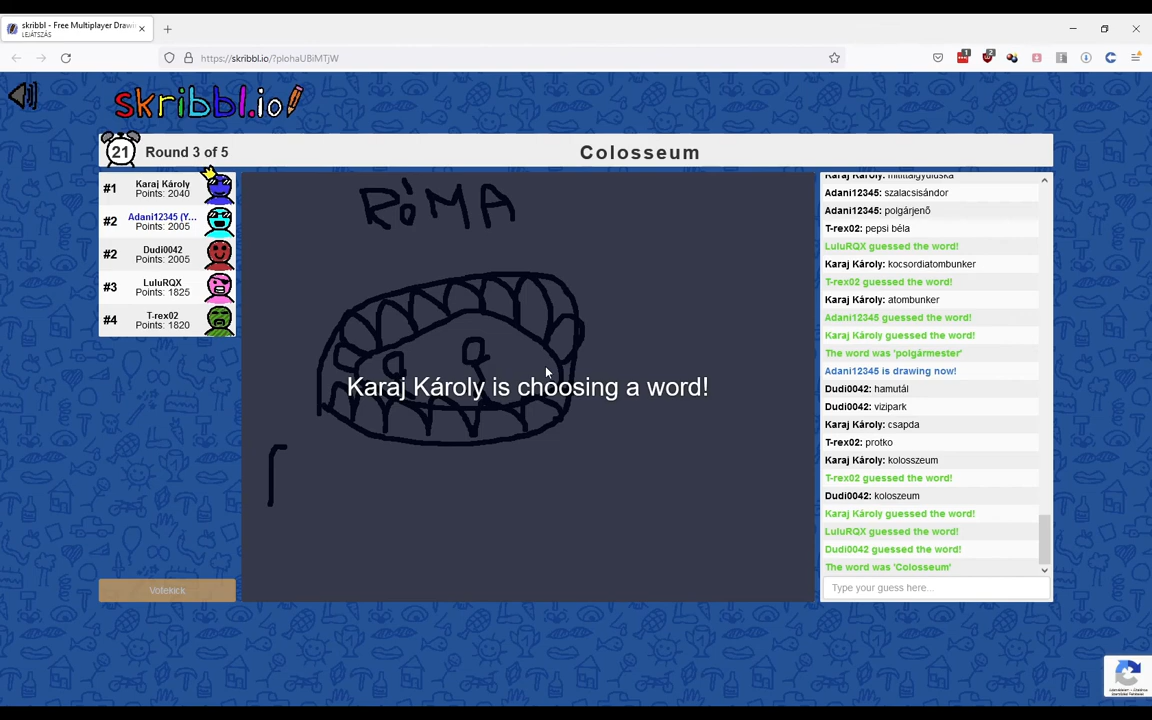 skribbl - Free Multiplayer Drawi
LEJÁTSZÁS
https://skribbl.io/?plohaUBiMTjW
1
2
skribbl.io
21
Round 3 of 5
Colosseum
#1
Karaj Károly
Points: 2040
#2
Adani12345 (Y...
Points: 2005
#2
Dudi0042
Points: 2005
#3
LuluRQX
Points: 1825
#4
T-rex02
Points: 1820
Votekick
RóMA
Karaj Károly is choosing a word!
Adani12345: szalacsisándor
Adani12345: polgárjenő
T-rex02: pepsi béla
LuluRQX guessed the word!
Karaj Károly: kocsordiatombunker
T-rex02 guessed the word!
Karaj Károly: atombunker
Adani12345 guessed the word!
Karaj Károly guessed the word!
The word was 'polgármester'
Adani12345 is drawing now!
Dudi0042: hamutál
Dudi0042: vizipark
Karaj Károly: csapda
T-rex02: protko
Karaj Károly: kolosszeum
T-rex02 guessed the word!
Dudi0042: koloszeum
Karaj Károly guessed the word!
LuluRQX guessed the word!
Dudi0042 guessed the word!
The word was 'Colosseum'
Type your guess here...